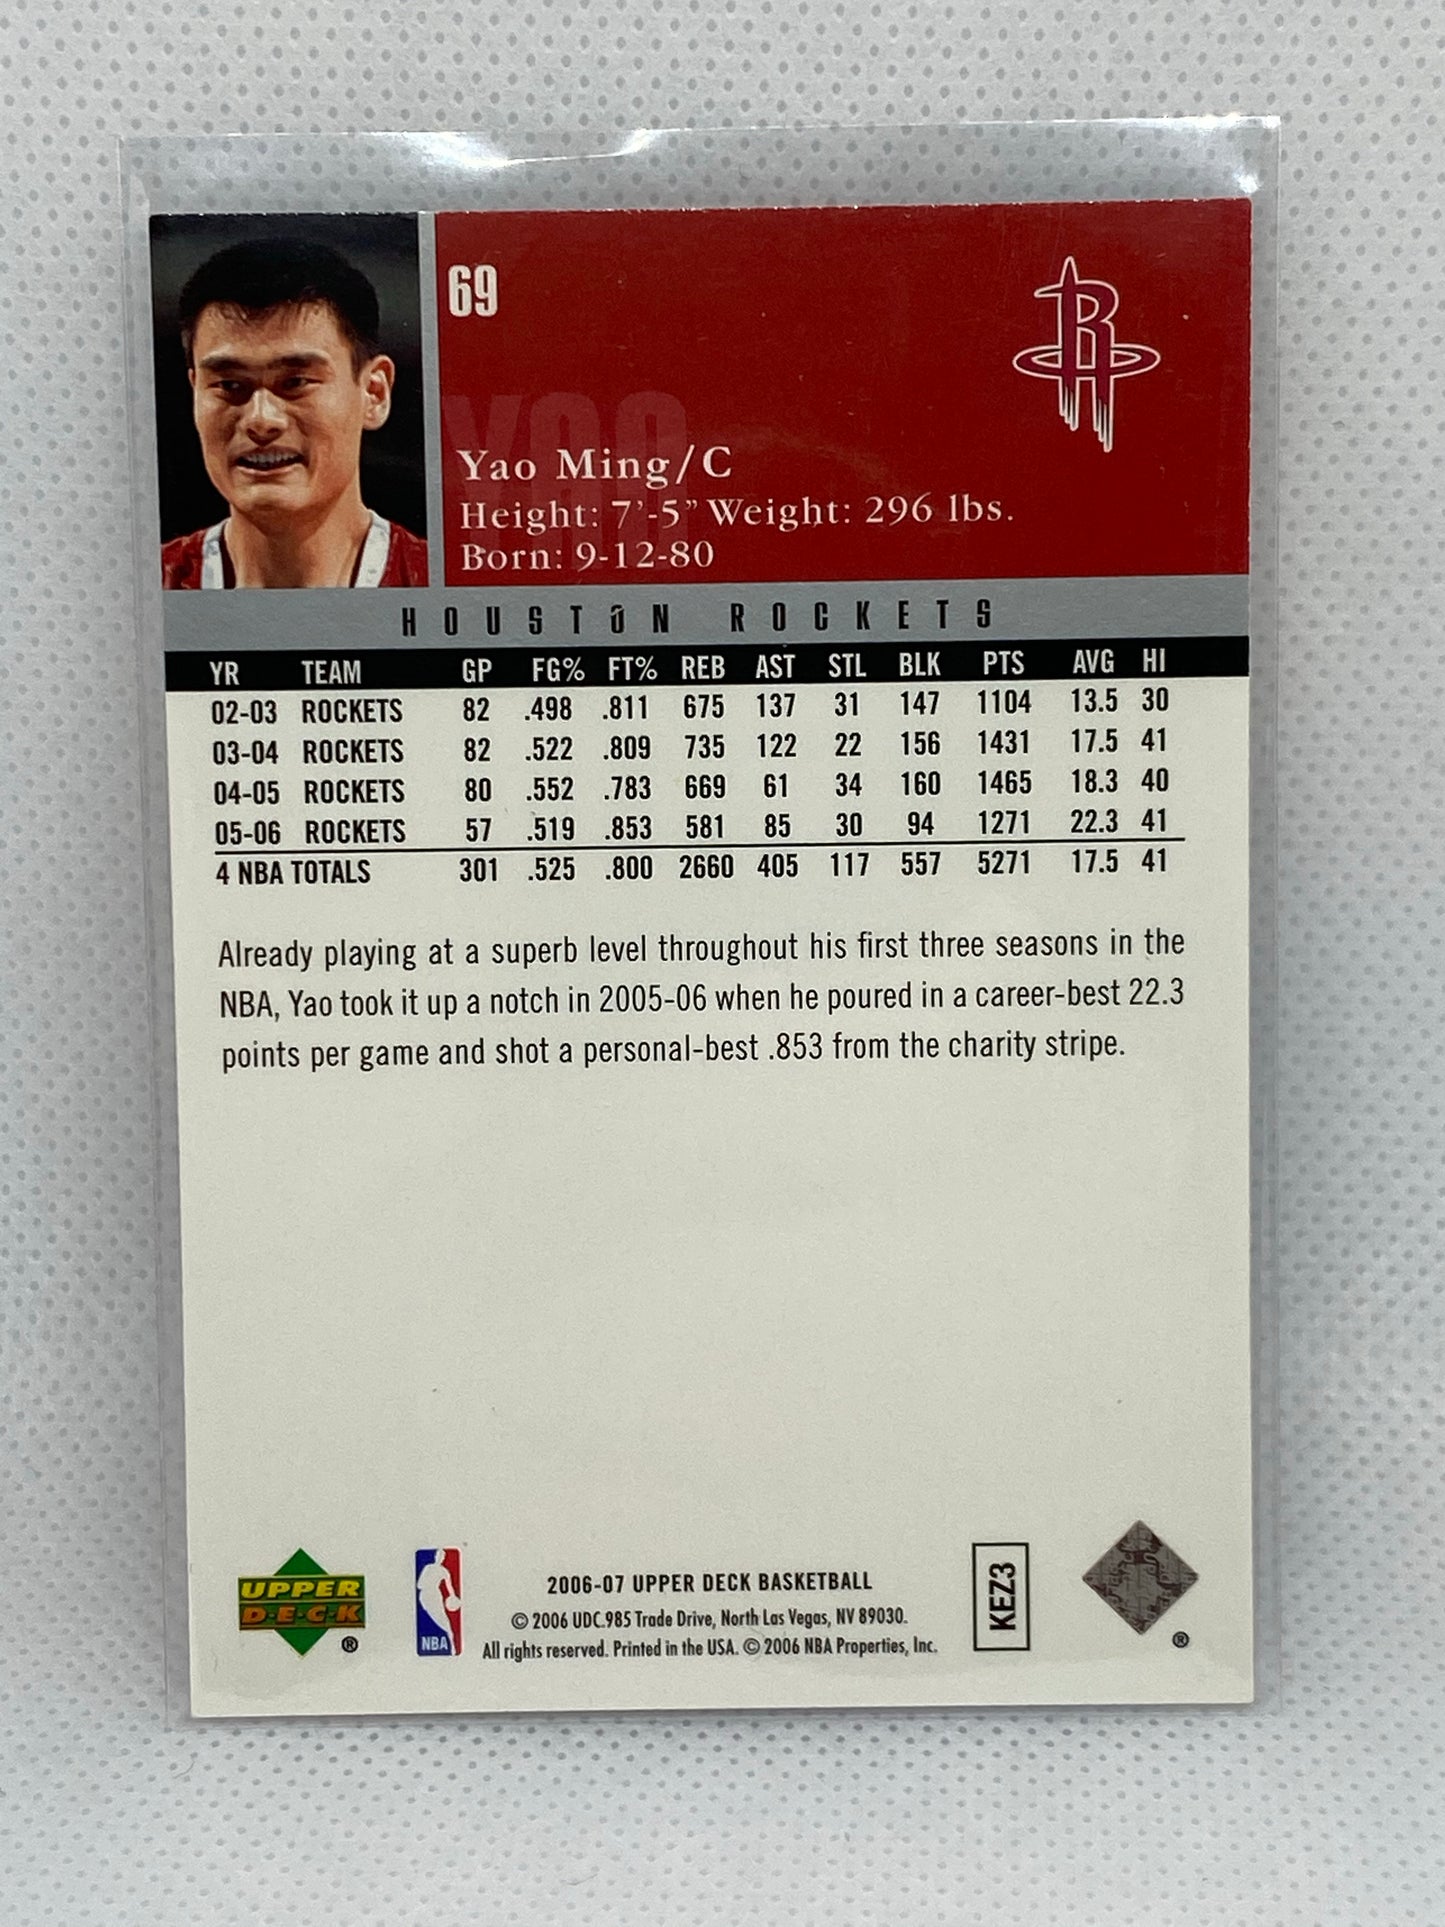 69
YAO
Yao Ming/C
Height: 7'-5" Weight: 296 lbs.
Born: 9-12-80
HOUSTON ROCKETS
YR TEAM GP FG% FT% REB AST STL BLK PTS AVG HI
02-03 ROCKETS 82 .498 .811 675 137 31 147 1104 13.5 30
03-04 ROCKETS 82 .522 .809 735 122 22 156 1431 17.5 41
04-05 ROCKETS 80 .552 .783 669 61 34 160 1465 18.3 40
05-06 ROCKETS 57 .519 .853 581 85 30 94 1271 22.3 41
4 NBA TOTALS 301 .525 .800 2660 405 117 557 5271 17.5 41
Already playing at a superb level throughout his first three seasons in the
NBA, Yao took it up a notch in 2005-06 when he poured in a career-best 22.3
points per game and shot a personal-best .853 from the charity stripe.
UPPER
D·E·C·K
®
NBA
2006-07 UPPER DECK BASKETBALL
© 2006 UDC. 985 Trade Drive, North Las Vegas, NV 89030.
All rights reserved. Printed in the USA. © 2006 NBA Properties, Inc.
KEZ3
®